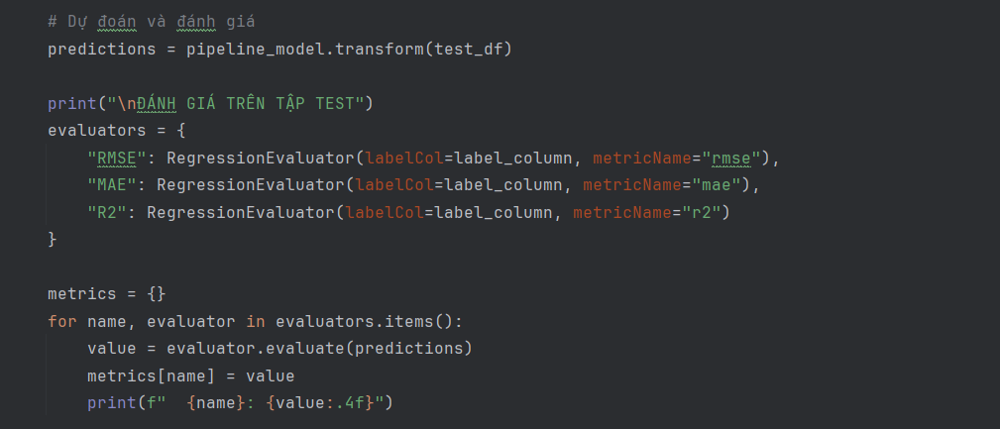 # Dự đoán và đánh giá
predictions = pipeline_model.transform(test_df)
print("\nĐÁNH GIÁ TRÊN TẬP TEST")
evaluators = {
    "RMSE": RegressionEvaluator(labelCol=label_column, metricName="rmse"),
    "MAE": RegressionEvaluator(labelCol=label_column, metricName="mae"),
    "R2": RegressionEvaluator(labelCol=label_column, metricName="r2")
}
metrics = {}
for name, evaluator in evaluators.items():
    value = evaluator.evaluate(predictions)
    metrics[name] = value
    print(f"  {name}: {value:.4f}")